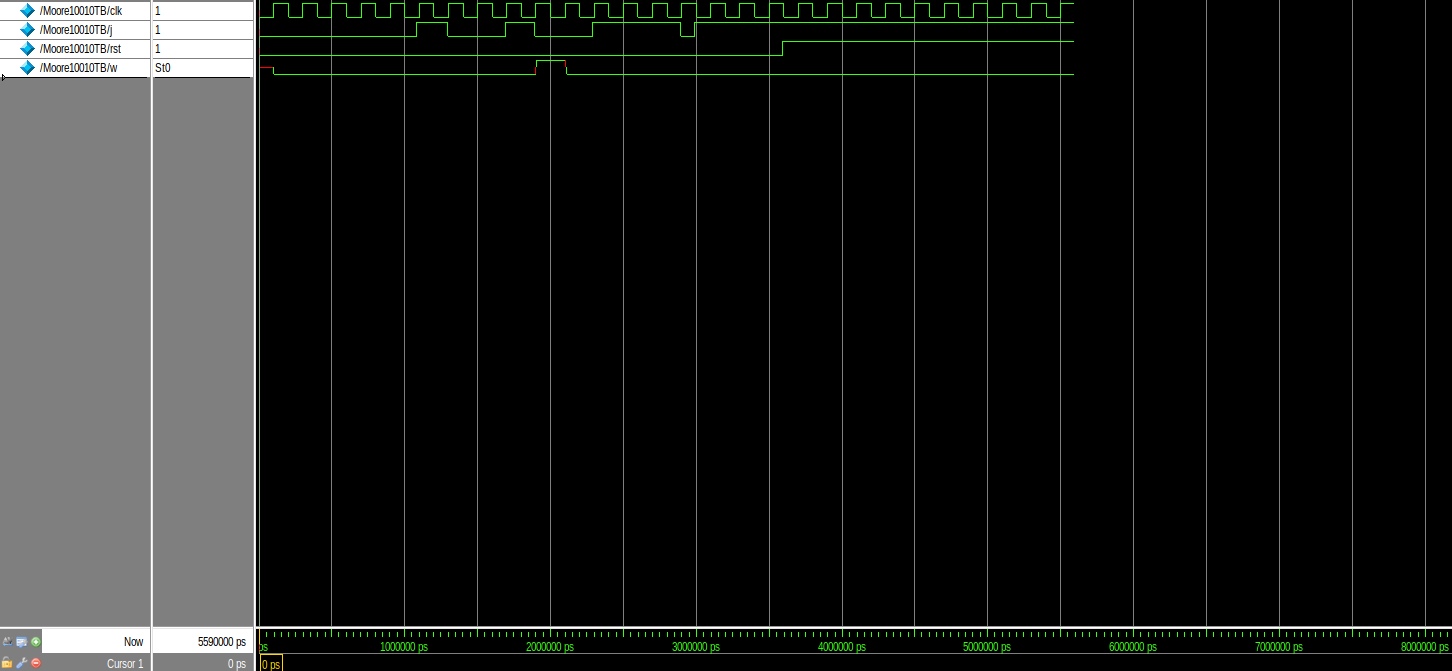 /Moore10010TB/clk 1
/Moore10010TB/j 1
/Moore10010TB/rst 1
/Moore10010TB/w St0
Now 5590000 ps ps 1000000 ps 2000000 ps 3000000 ps 4000000 ps 5000000 ps 6000000 ps 7000000 ps 8000000 ps
Cursor 1 0 ps 0 ps